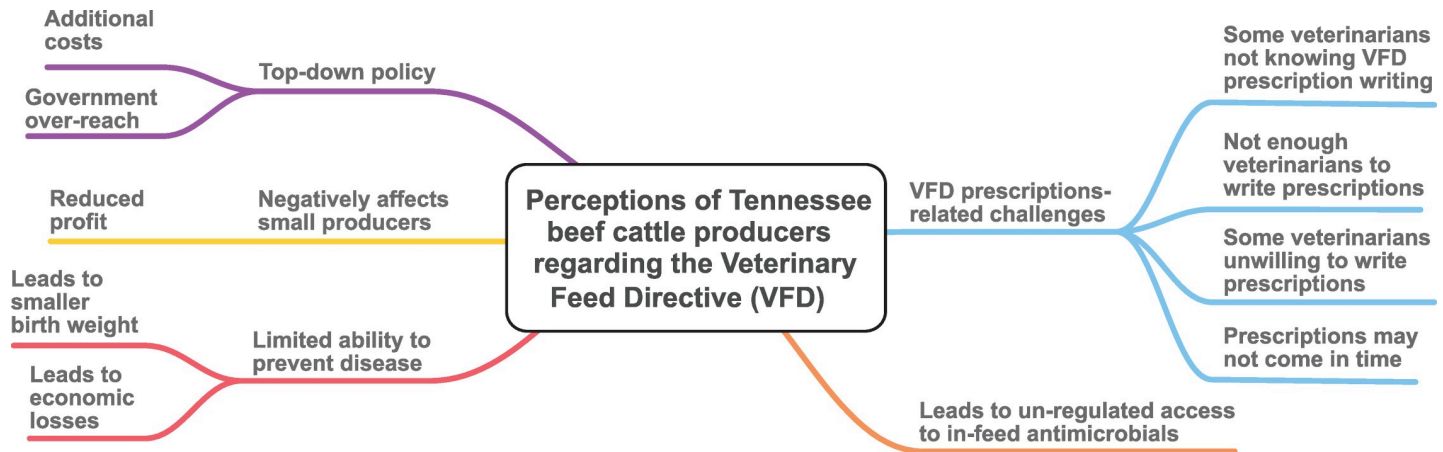 Additional
costs
Top-down policy
Government
over-reach
Reduced
profit
Negatively affects
small producers
Leads to
smaller
birth weight
Limited ability to
prevent disease
Leads to
economic
losses
Perceptions of Tennessee
beef cattle producers
regarding the Veterinary
Feed Directive (VFD)
VFD prescriptions-
related challenges
Some veterinarians
not knowing VFD
prescription writing
Not enough
veterinarians to
write prescriptions
Some veterinarians
unwilling to write
prescriptions
Prescriptions may
not come in time
Leads to un-regulated access
to in-feed antimicrobials